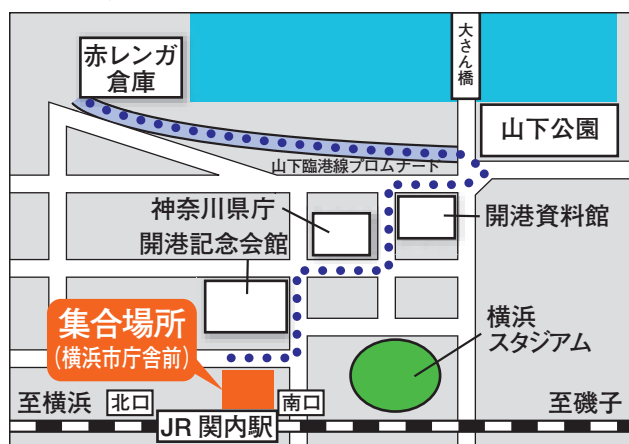 大さん橋
赤レンガ
倉庫
山下公園
山下臨港線プロムナード
神奈川県庁
開港資料館
開港記念会館
集合場所
(横浜市庁舎前)
横浜
スタジアム
至横浜
北口
南口
至磯子
JR関内駅